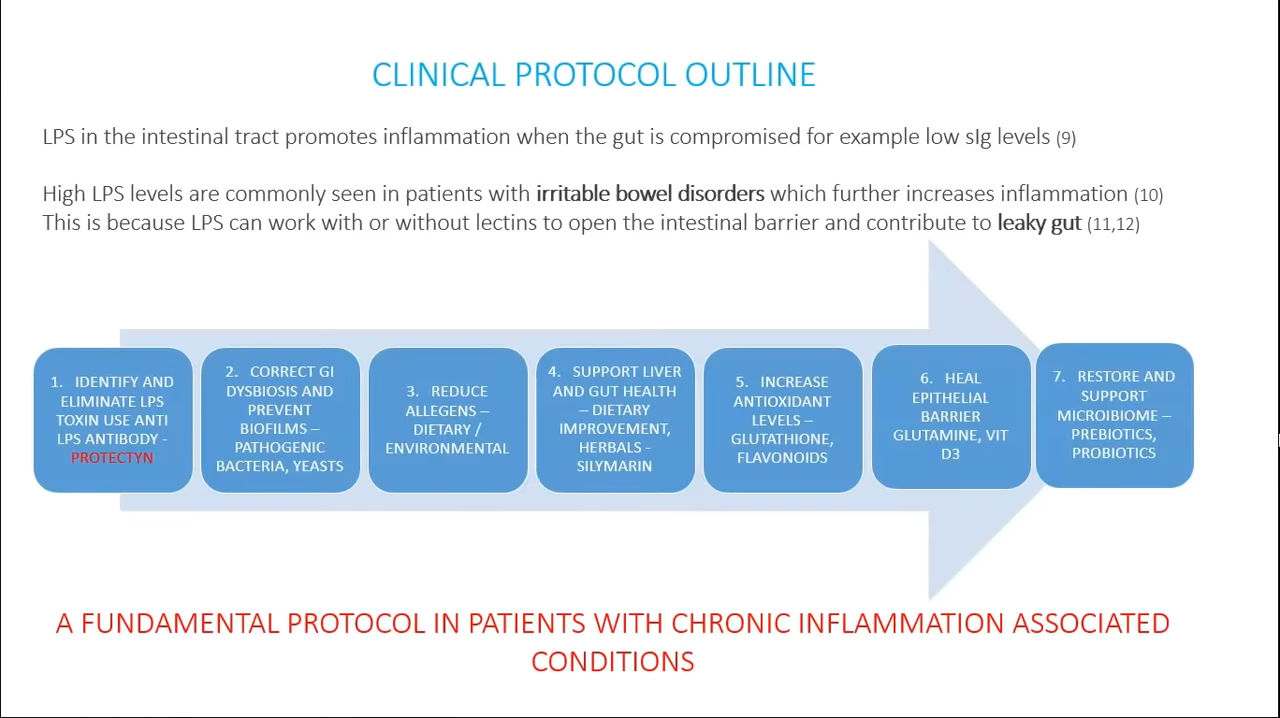 CLINICAL PROTOCOL OUTLINE
LPS in the intestinal tract promotes inflammation when the gut is compromised for example low sIg levels (9)
High LPS levels are commonly seen in patients with irritable bowel disorders which further increases inflammation (10)
This is because LPS can work with or without lectins to open the intestinal barrier and contribute to leaky gut (11,12)
1. IDENTIFY AND
ELIMINATE LPS
TOXIN USE ANTI
LPS ANTIBODY -
PROTECTYN
2. CORRECT GI
DYSBIOSIS AND
PREVENT
BIOFILMS –
PATHOGENIC
BACTERIA, YEASTS
3. REDUCE
ALLEGENS –
DIETARY /
ENVIRONMENTAL
4. SUPPORT LIVER
AND GUT HEALTH
– DIETARY
IMPROVEMENT,
HERBALS -
SILYMARIN
5. INCREASE
ANTIOXIDANT
LEVELS –
GLUTATHIONE,
FLAVONOIDS
6. HEAL
EPITHELIAL
BARRIER
GLUTAMINE, VIT
D3
7. RESTORE AND
SUPPORT
MICROIBIOME –
PREBIOTICS,
PROBIOTICS
A FUNDAMENTAL PROTOCOL IN PATIENTS WITH CHRONIC INFLAMMATION ASSOCIATED
CONDITIONS